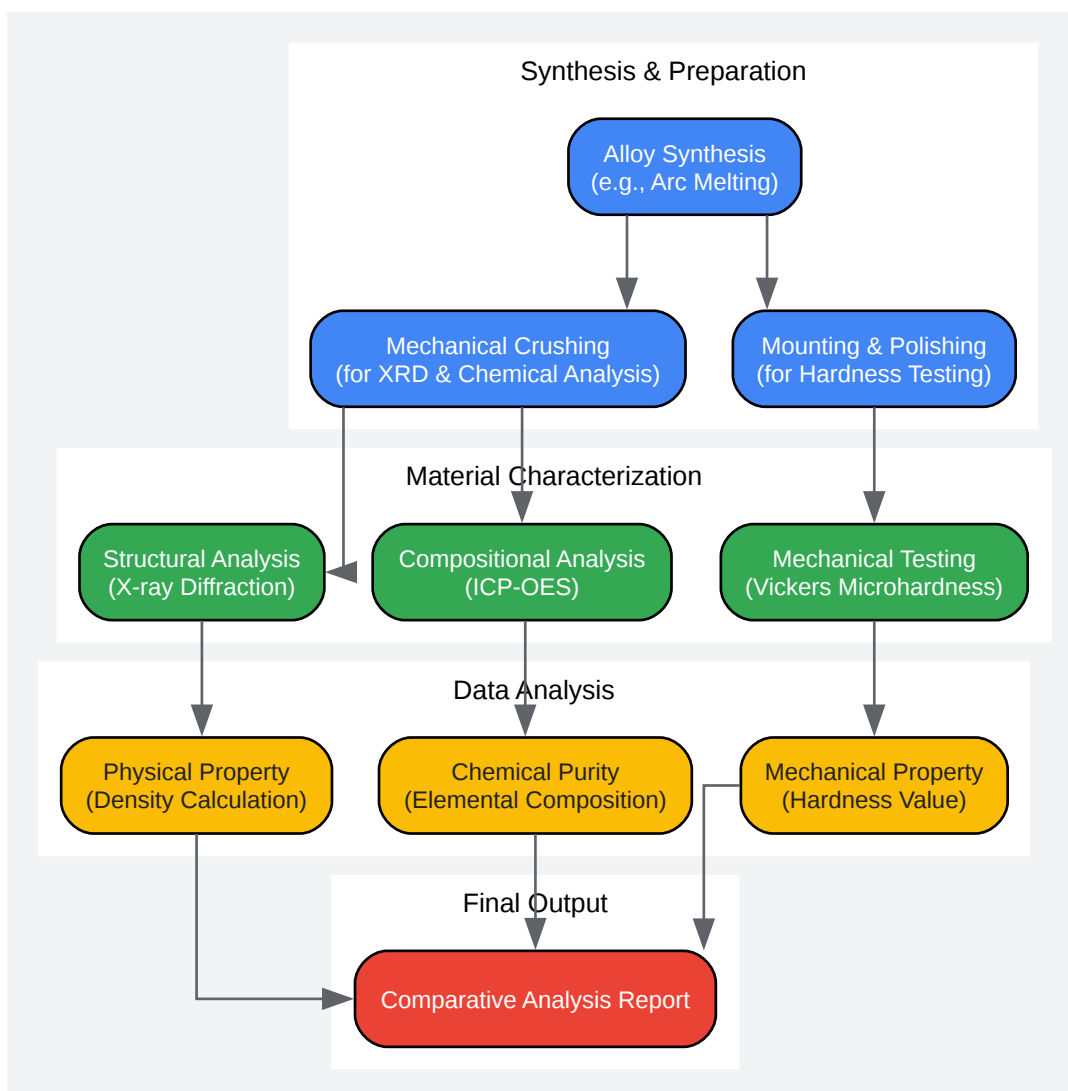 Synthesis & Preparation
Alloy Synthesis
(e.g., Arc Melting)
Mechanical Crushing
(for XRD & Chemical Analysis)
Mounting & Polishing
(for Hardness Testing)
Material Characterization
Structural Analysis
(X-ray Diffraction)
Compositional Analysis
(ICP-OES)
Mechanical Testing
(Vickers Microhardness)
Data Analysis
Physical Property
(Density Calculation)
Chemical Purity
(Elemental Composition)
Mechanical Property
(Hardness Value)
Final Output
Comparative Analysis Report